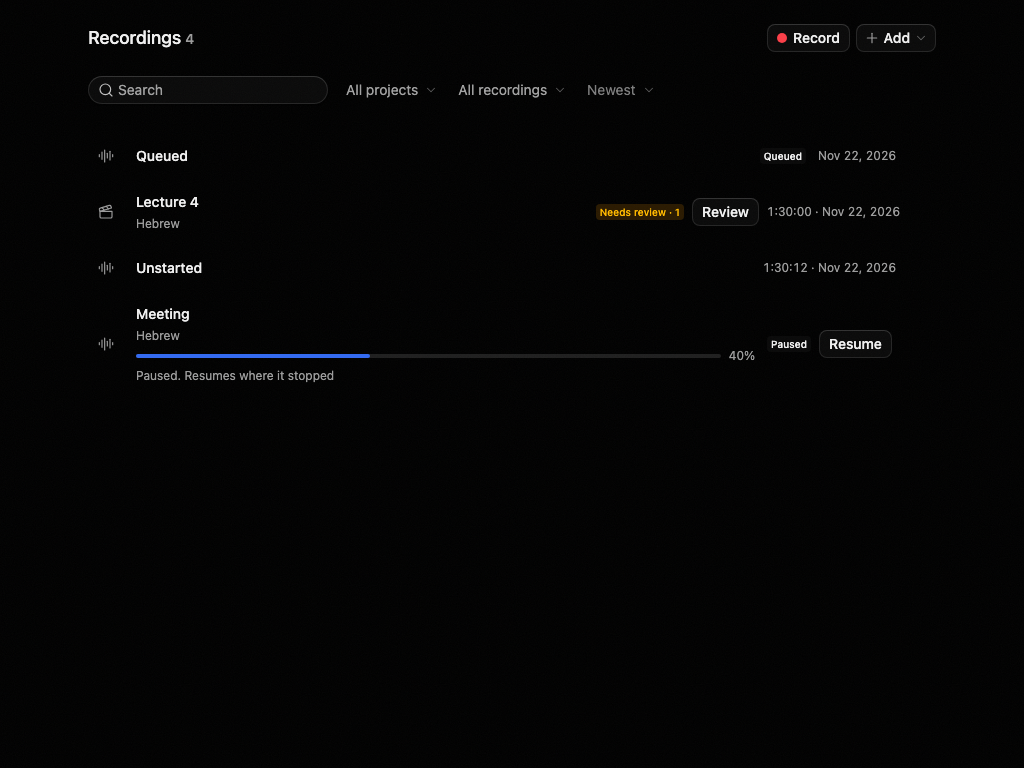 Recordings 4
Record
Add
Search
All projects
All recordings
Newest
Queued
Queued
Nov 22, 2026
Lecture 4
Hebrew
Needs review · 1
Review
1:30:00 · Nov 22, 2026
Unstarted
1:30:12 · Nov 22, 2026
Meeting
Hebrew
40%
Paused. Resumes where it stopped
Paused
Resume